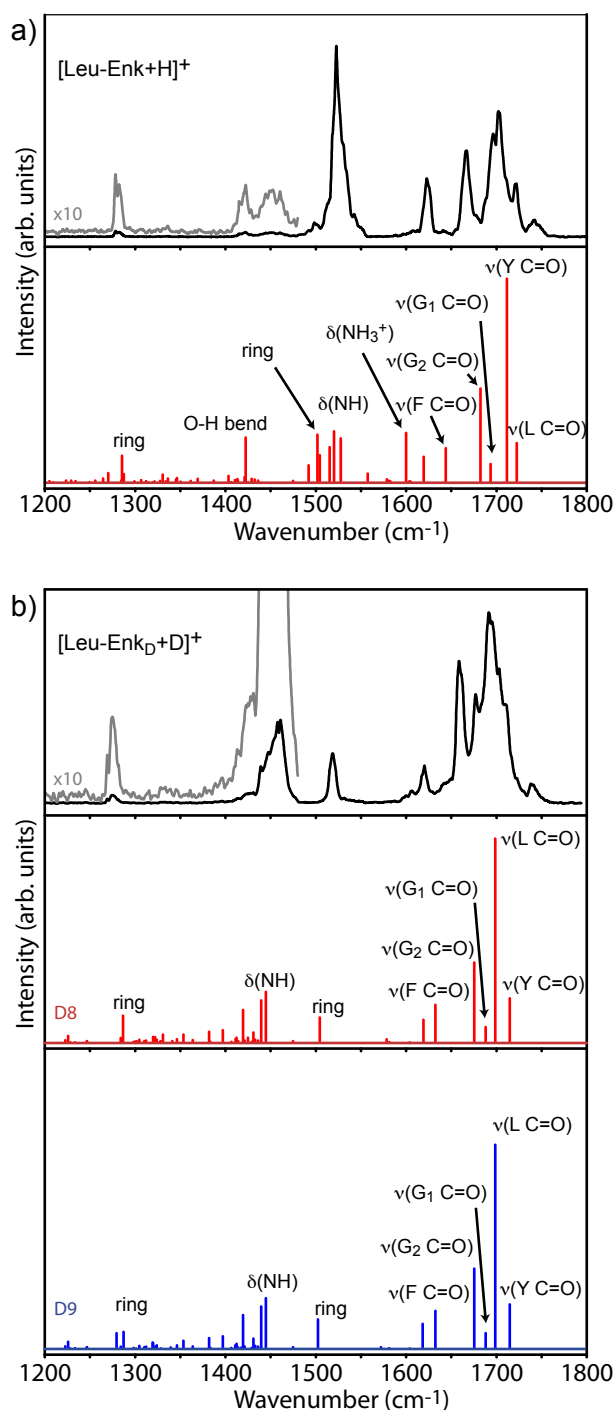 a)
[Leu-Enk+H]+
x10
ν(Y C=O)
ν(G1 C=O)
δ(NH3+)
ν(G2 C=O)
ring
δ(NH)
ν(F C=O)
O-H bend
ν(L C=O)
ring
Intensity (arb. units)
1200 1300 1400 1500 1600 1700 1800
Wavenumber (cm-1)
b)
[Leu-EnkD+D]+
x10
ν(L C=O)
ν(G1 C=O)
ν(G2 C=O)
δ(NH)
ν(F C=O)
ν(Y C=O)
D8
ring
ring
Intensity (arb. units)
ν(L C=O)
ν(G1 C=O)
ν(G2 C=O)
δ(NH)
ν(F C=O)
ν(Y C=O)
D9
ring
ring
1200 1300 1400 1500 1600 1700 1800
Wavenumber (cm-1)